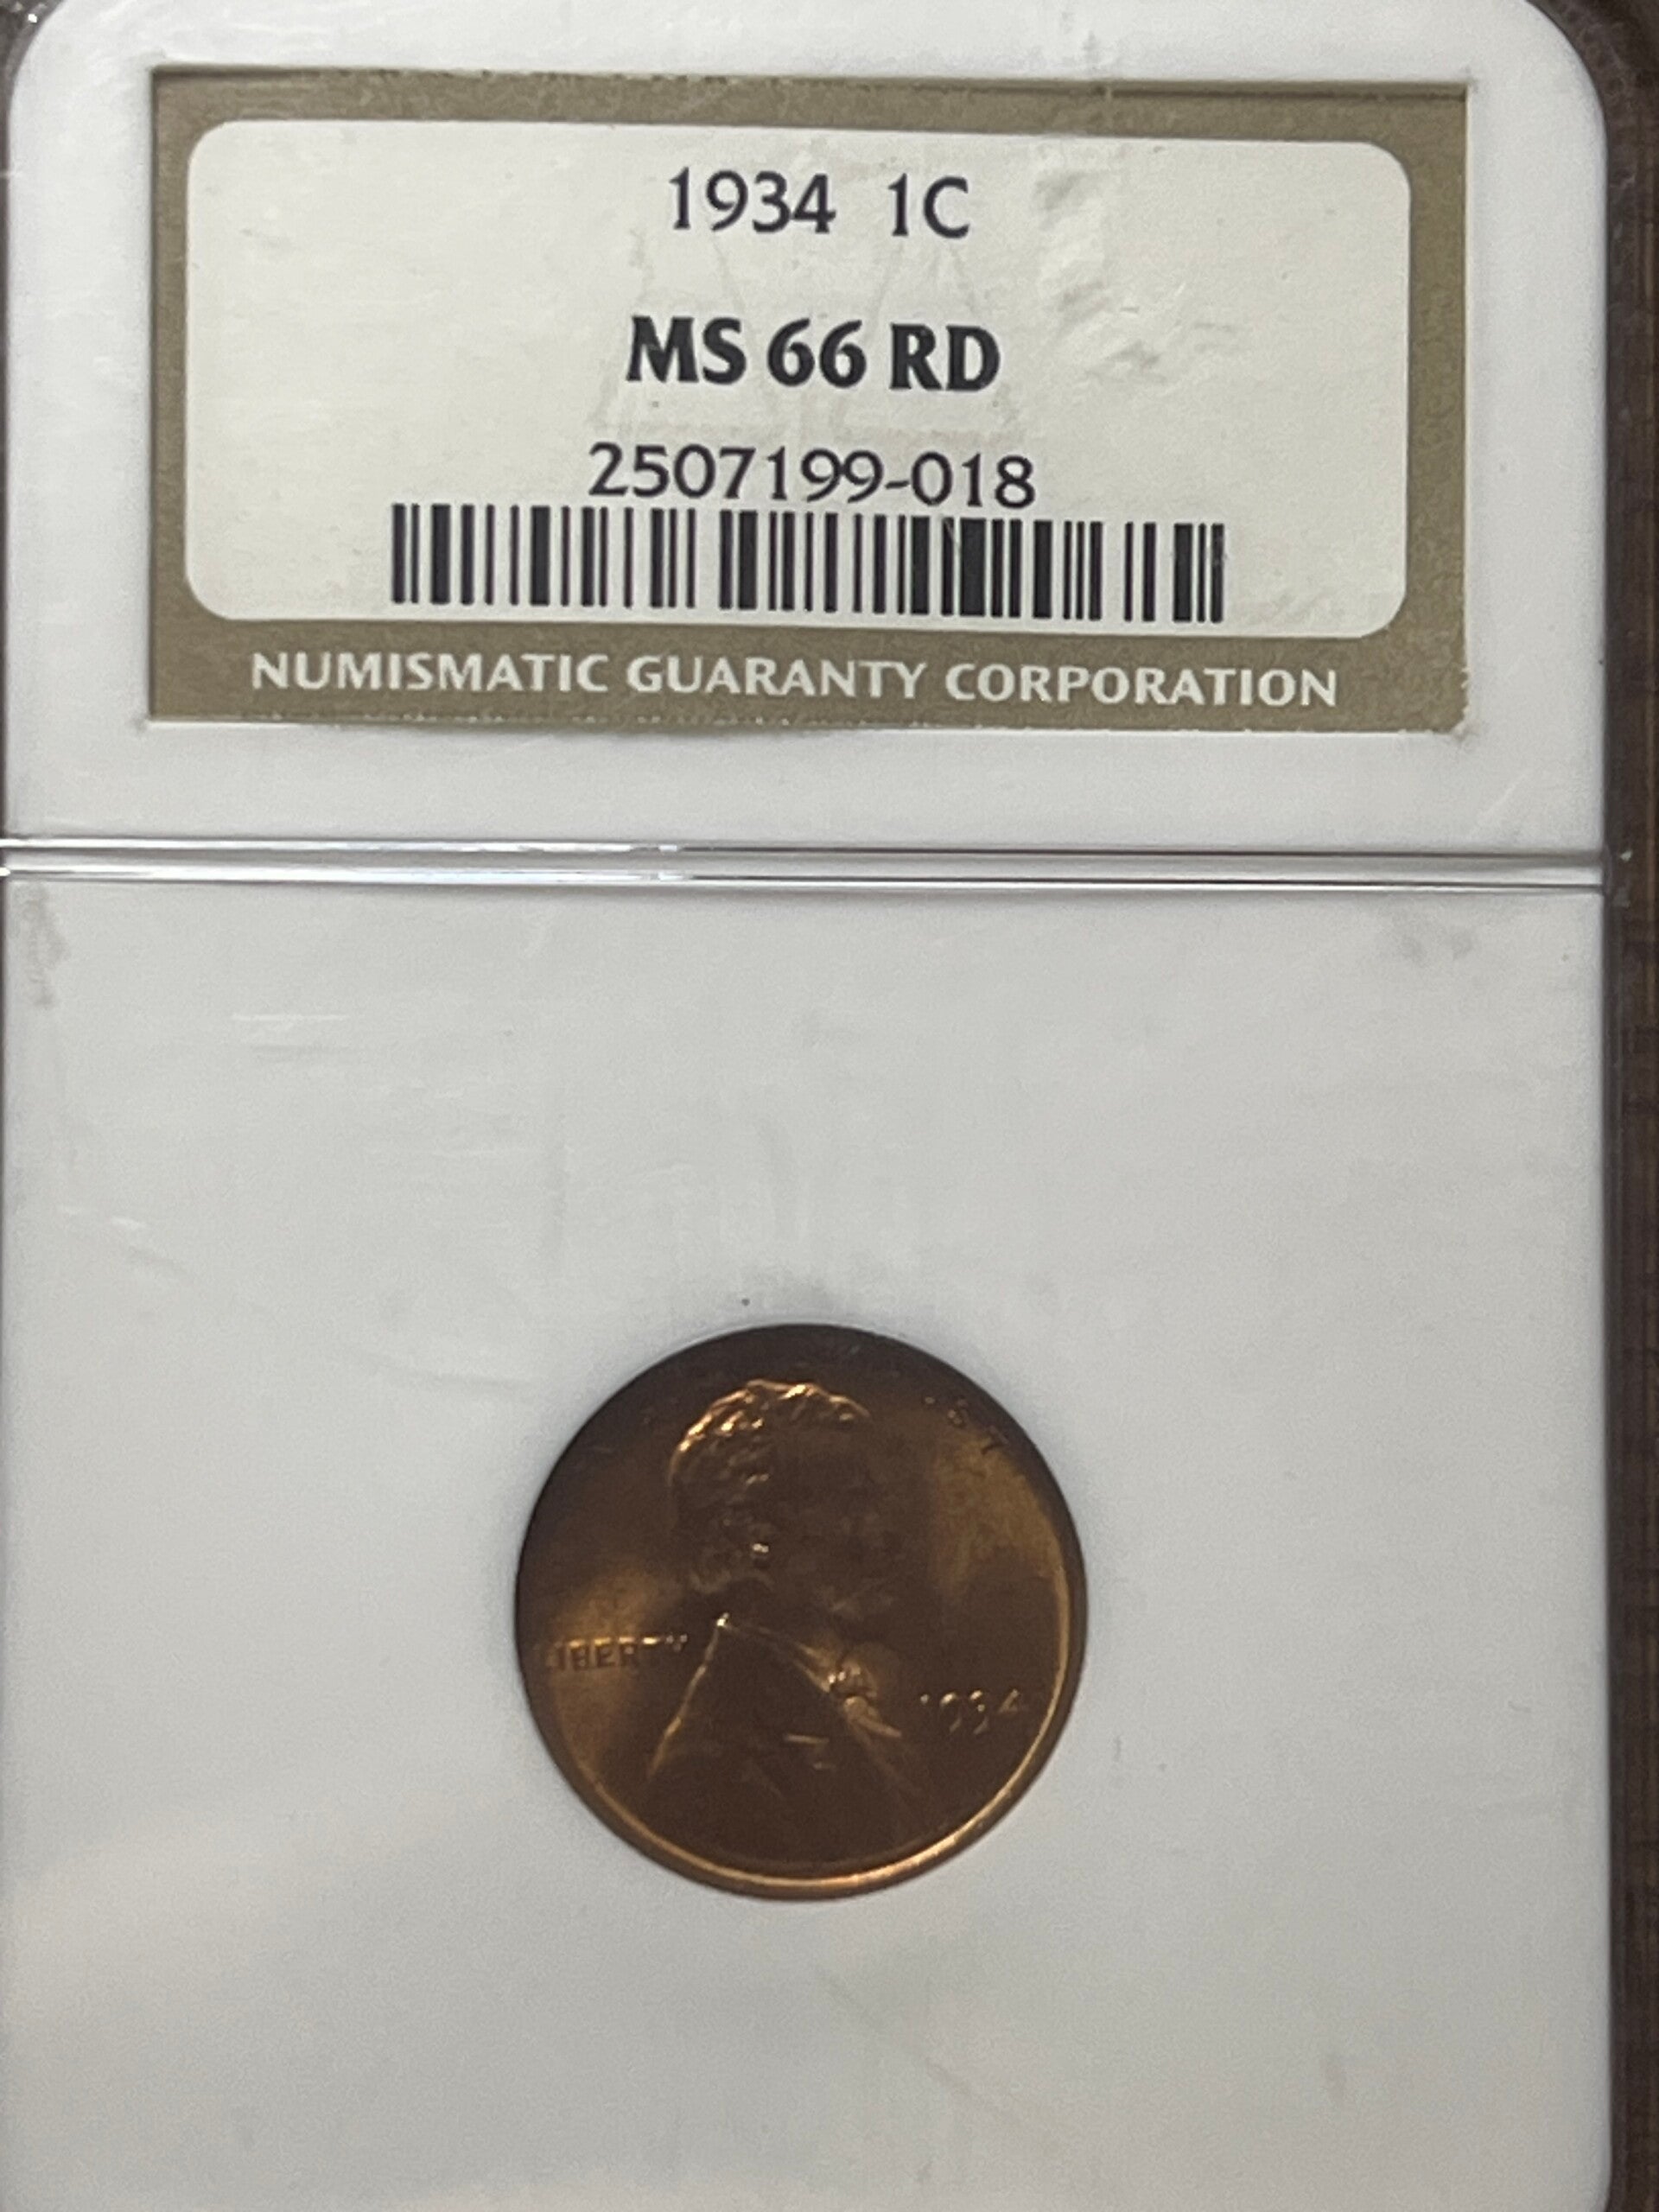 1934 1C
MS 66 RD
2507199-018
NUMISMATIC GUARANTY CORPORATION
LIBERTY
1934